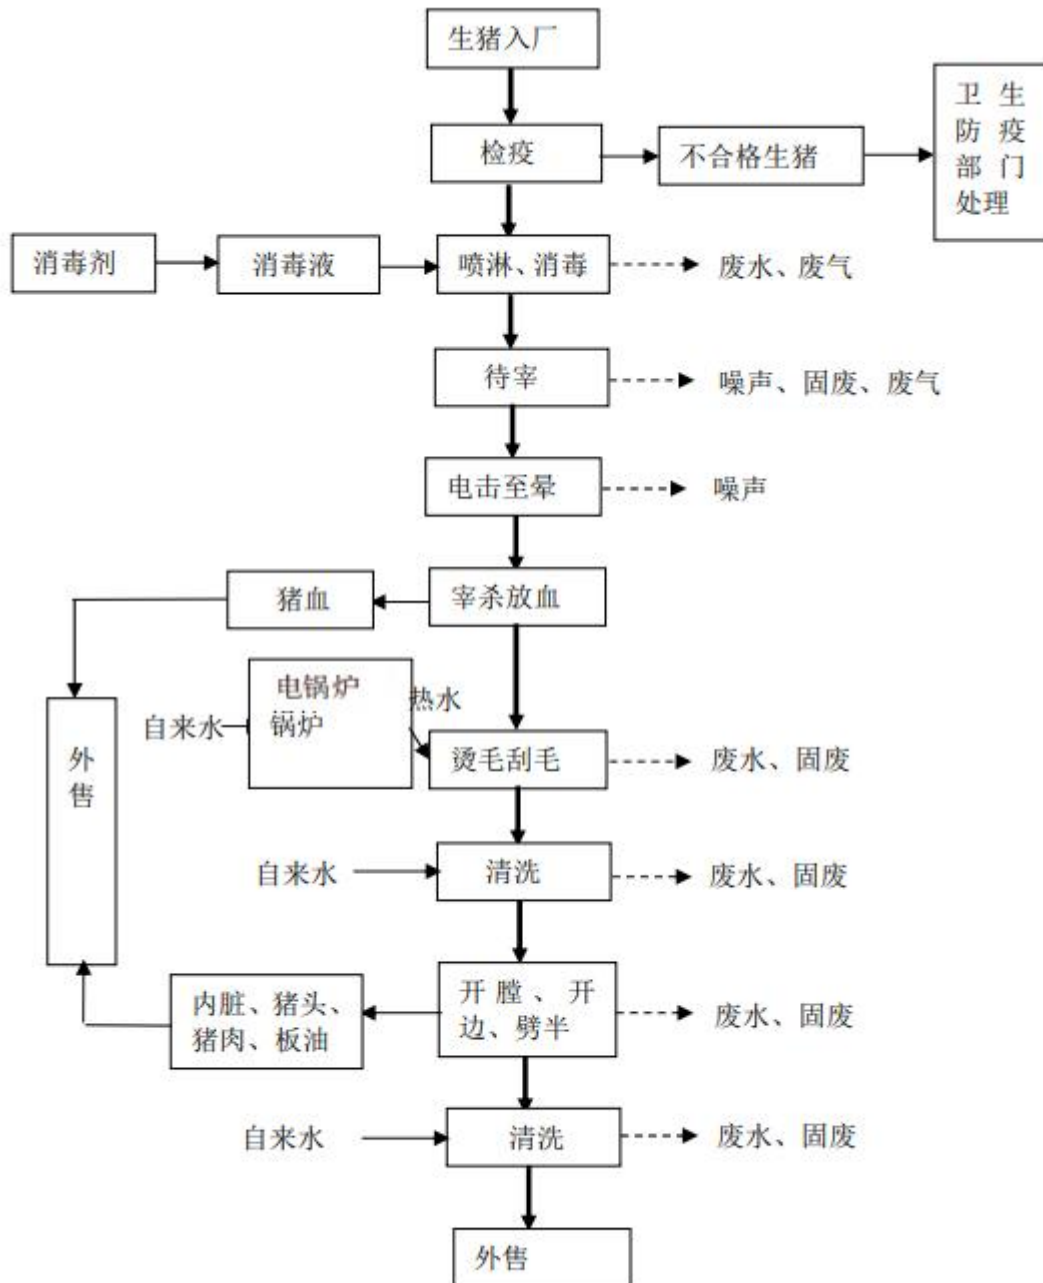 生猪入厂
卫生
防疫
部门
处理
检疫
不合格生猪
消毒剂
消毒液
喷淋、消毒
废水、废气
待宰
噪声、固废、废气
电击至晕
噪声
猪血
宰杀放血
电锅炉
锅炉
热水
自来水
外
售
烫毛刮毛
废水、固废
自来水
清洗
废水、固废
内脏、猪头、
猪肉、板油
开膛、开
边、劈半
废水、固废
自来水
清洗
废水、固废
外售